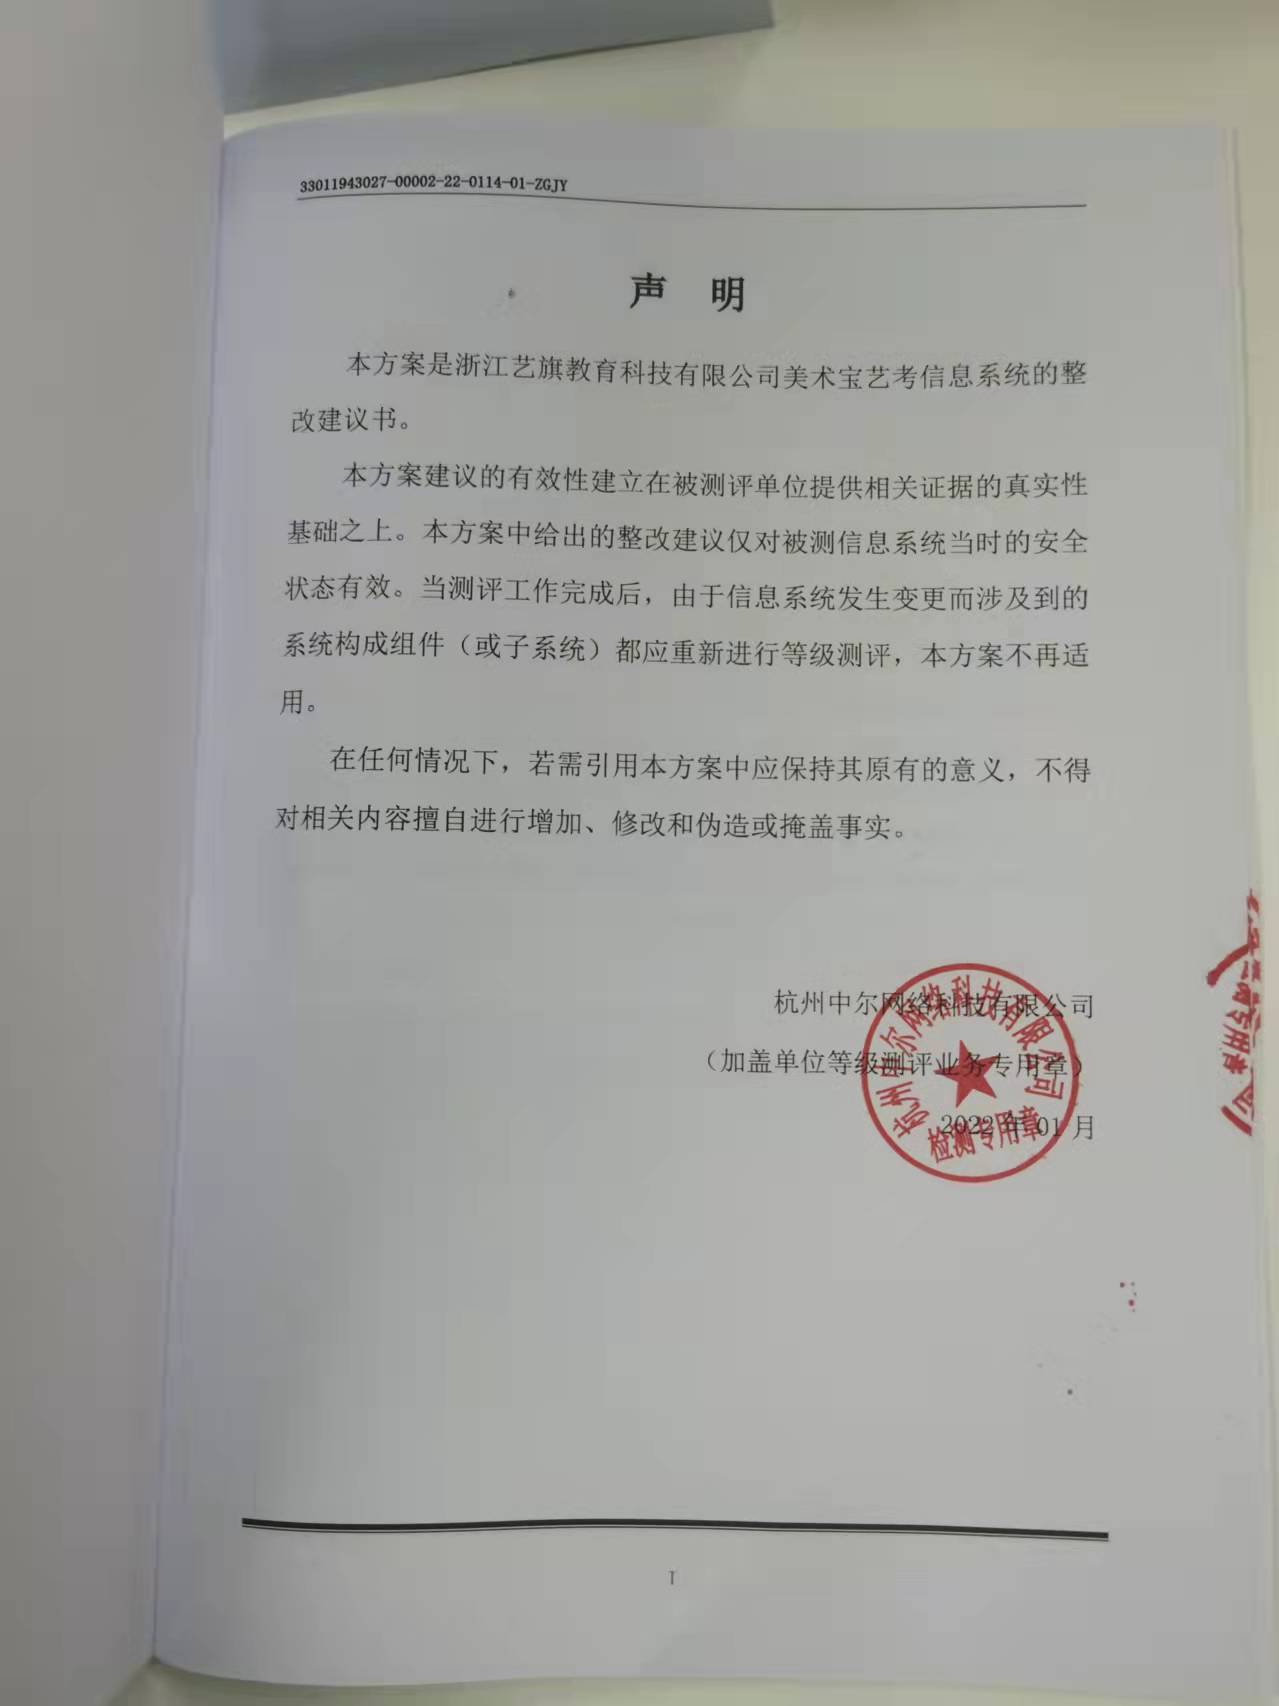 33011943027-00002-22-0114-01-ZGJY
声 明
本方案是浙江艺旗教育科技有限公司美术宝艺考信息系统的整
改建议书。
本方案建议的有效性建立在被测评单位提供相关证据的真实性
基础之上。本方案中给出的整改建议仅对被测信息系统当时的安全
状态有效。当测评工作完成后，由于信息系统发生变更而涉及到的
系统构成组件（或子系统）都应重新进行等级测评，本方案不再适
用。
在任何情况下，若需引用本方案中应保持其原有的意义，不得
对相关内容擅自进行增加、修改和伪造或掩盖事实。
杭州中尔网络科技有限公司
（加盖单位等级测评业务专用章）
2022 年 01 月
杭州中尔网络科技有限公司
检测专用章
I